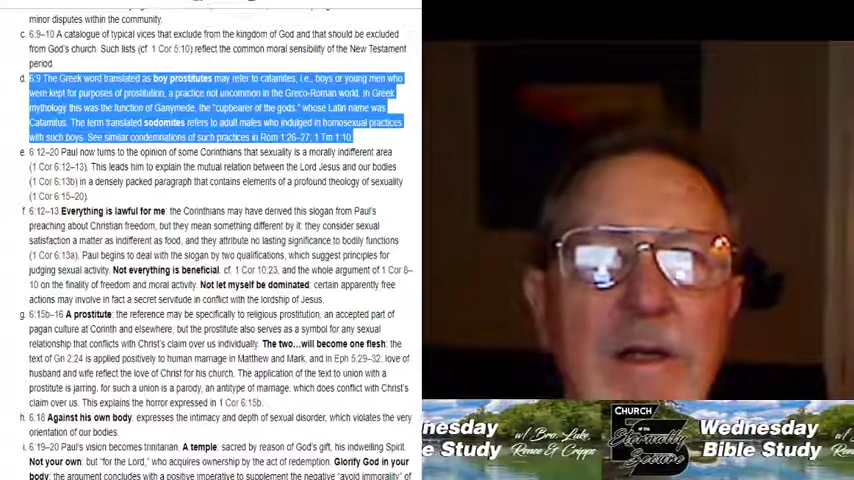 minor disputes within the community.
c. 6:9–10 A catalogue of typical vices that exclude from the kingdom of God and that should be excluded
from God's church. Such lists (cf. 1 Cor 5:10) reflect the common moral sensibility of the New Testament
period.
d. 6:9 The Greek word translated as boy prostitutes may refer to catamites, i.e., boys or young men who
were kept for purposes of prostitution, a practice not uncommon in the Greco-Roman world. In Greek
mythology this was the function of Ganymede, the "cupbearer of the gods," whose Latin name was
Catamitus. The term translated sodomites refers to adult males who indulged in homosexual practices
with such boys. See similar condemnations of such practices in Rom 1:26–27; 1 Tm 1:10.
e. 6:12–20 Paul now turns to the opinion of some Corinthians that sexuality is a morally indifferent area
(1 Cor 6:12–13). This leads him to explain the mutual relation between the Lord Jesus and our bodies
(1 Cor 6:13b) in a densely packed paragraph that contains elements of a profound theology of sexuality
(1 Cor 6:15–20).
f. 6:12–13 Everything is lawful for me: the Corinthians may have derived this slogan from Paul's
preaching about Christian freedom, but they mean something different by it: they consider sexual
satisfaction a matter as indifferent as food, and they attribute no lasting significance to bodily functions
(1 Cor 6:13a). Paul begins to deal with the slogan by two qualifications, which suggest principles for
judging sexual activity. Not everything is beneficial: cf. 1 Cor 10:23, and the whole argument of 1 Cor 8–
10 on the finality of freedom and moral activity. Not let myself be dominated: certain apparently free
actions may involve in fact a secret servitude in conflict with the lordship of Jesus.
g. 6:15b–16 A prostitute: the reference may be specifically to religious prostitution, an accepted part of
pagan culture at Corinth and elsewhere, but the prostitute also serves as a symbol for any sexual
relationship that conflicts with Christ's claim over us individually. The two...will become one flesh: the
text of Gn 2:24 is applied positively to human marriage in Matthew and Mark, and in Eph 5:29–32: love of
husband and wife reflect the love of Christ for his church. The application of the text to union with a
prostitute is jarring, for such a union is a parody, an antitype of marriage, which does conflict with Christ's
claim over us. This explains the horror expressed in 1 Cor 6:15b.
h. 6:18 Against his own body: expresses the intimacy and depth of sexual disorder, which violates the very
orientation of our bodies.
i. 6:19–20 Paul's vision becomes trinitarian. A temple: sacred by reason of God's gift, his indwelling Spirit.
Not your own: but "for the Lord," who acquires ownership by the act of redemption. Glorify God in your
body: the argument concludes with a positive imperative to supplement the negative "avoid immorality" of
nesday
Study
w/ Bro. Luke,
Renee & Cripps
CHURCH
OF THE
Eternally
Secure
Wednesday
Bible Study
w/
Rene